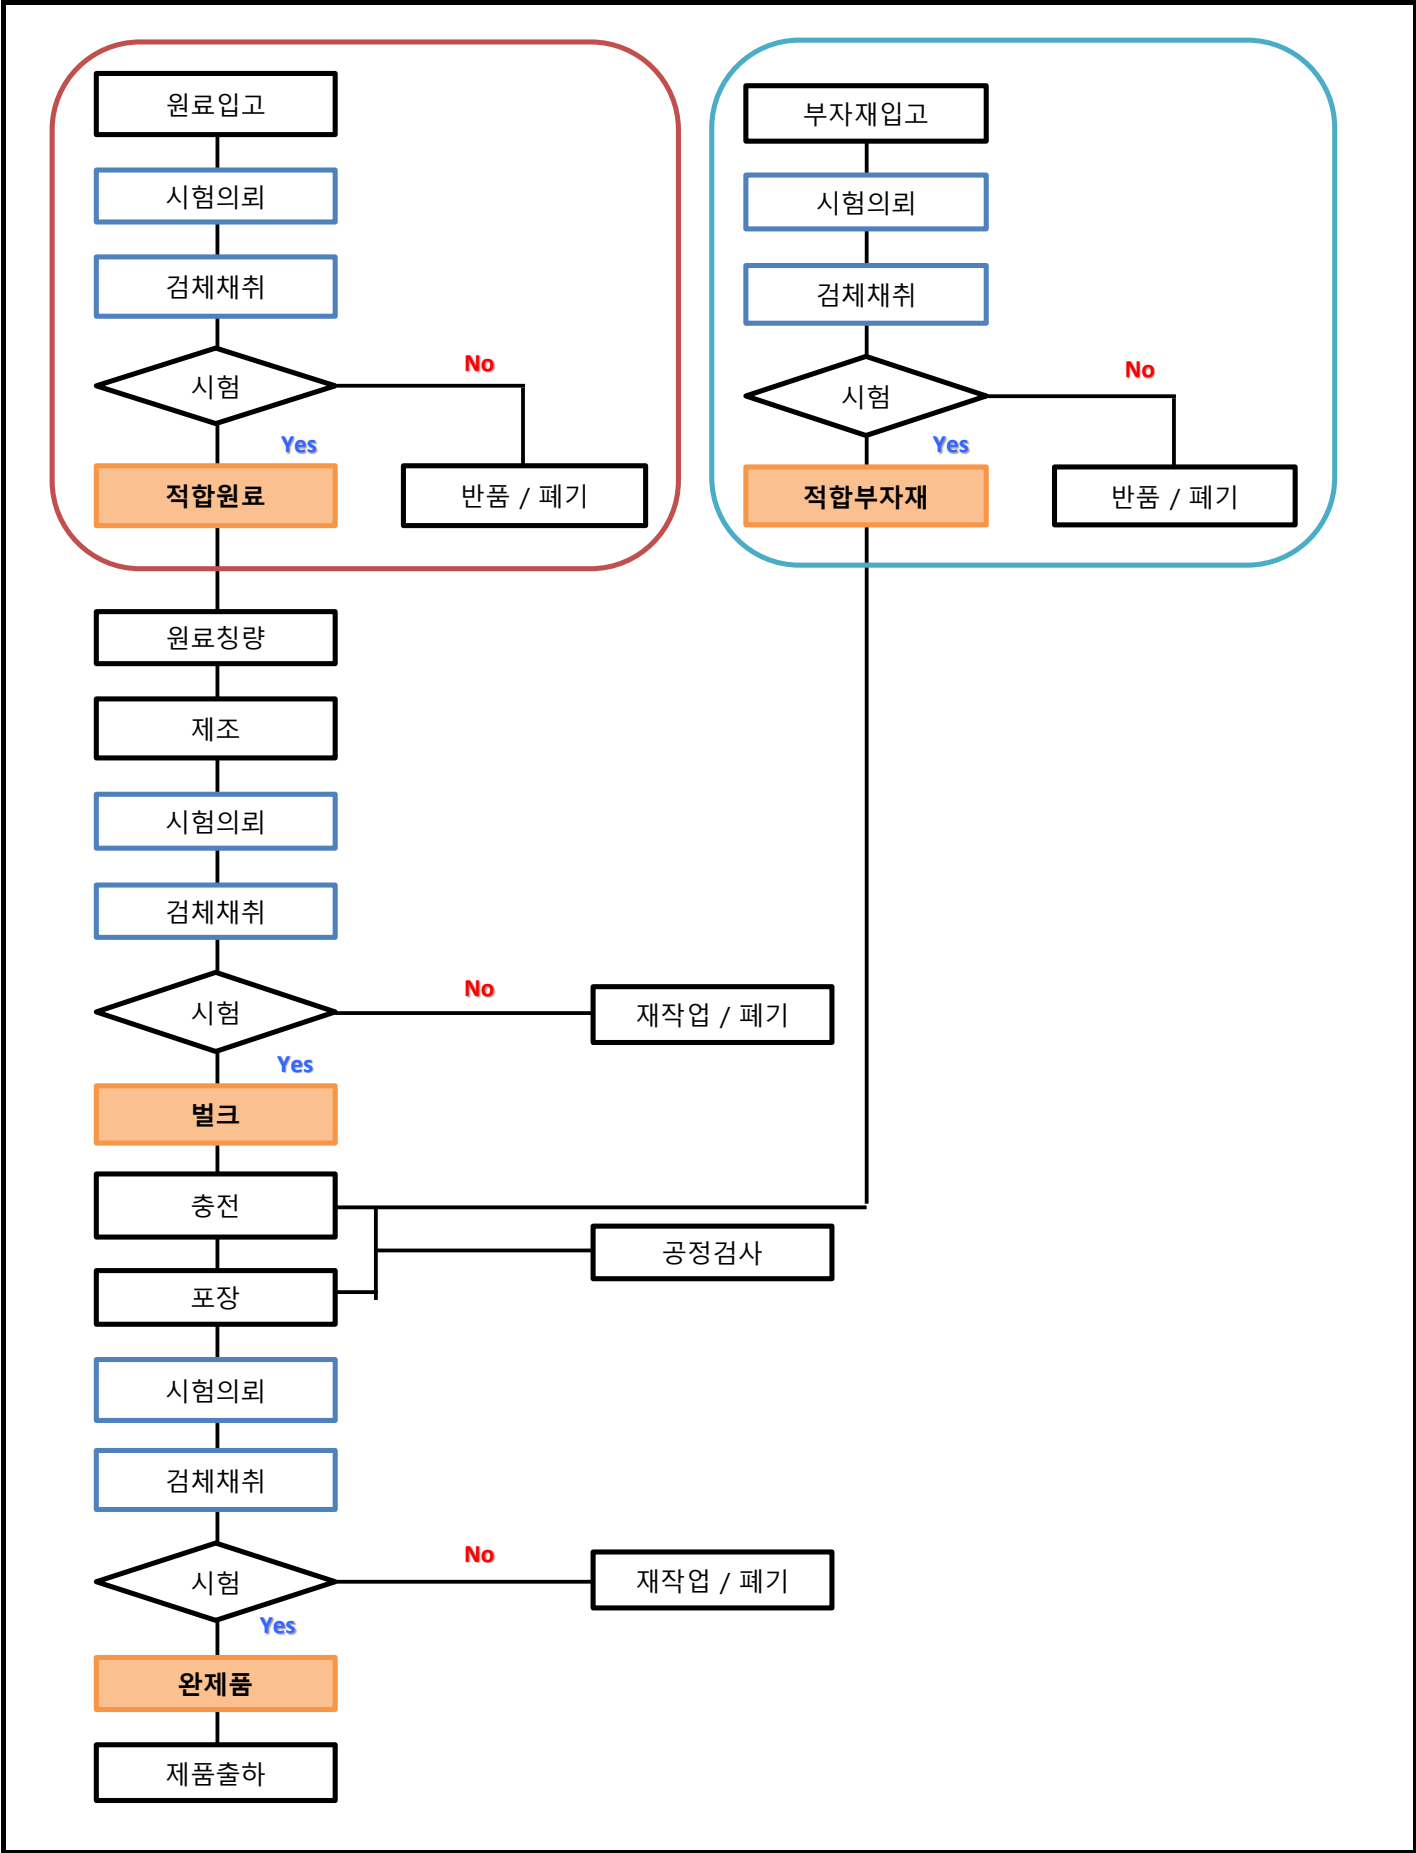 원료입고
시험의뢰
검체채취
시험
No
Yes
적합원료
반품 / 폐기
부자재입고
시험의뢰
검체채취
시험
No
Yes
적합부자재
반품 / 폐기
원료칭량
제조
시험의뢰
검체채취
시험
No
재작업 / 폐기
Yes
벌크
충전
공정검사
포장
시험의뢰
검체채취
시험
No
재작업 / 폐기
Yes
완제품
제품출하